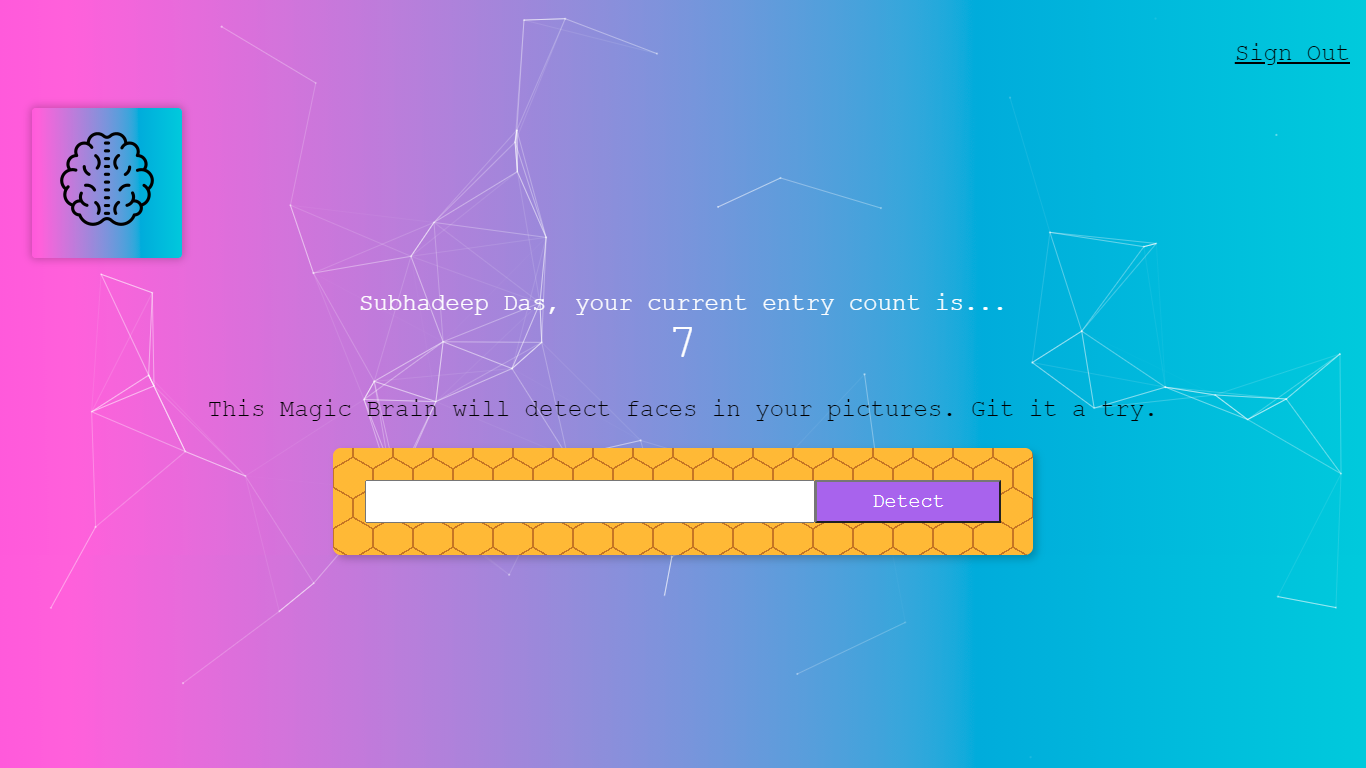 Sign Out
Subhadeep Das, your current entry count is...
7
This Magic Brain will detect faces in your pictures. Git it a try.
Detect